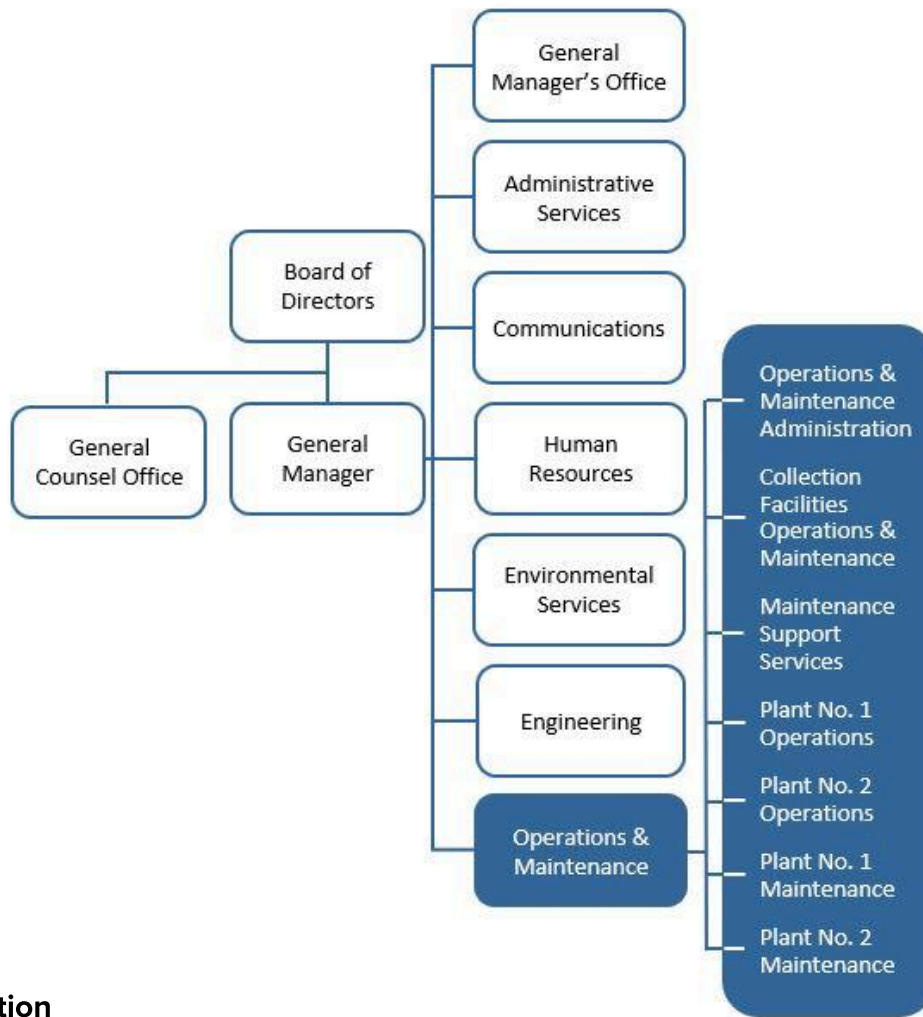 General
Manager’s Office
Administrative
Services
Board of
Directors
Communications
General
Counsel Office
General
Manager
Human
Resources
Environmental
Services
Engineering
Operations &
Maintenance
Operations &
Maintenance
Administration
Collection
Facilities
Operations &
Maintenance
Maintenance
Support
Services
Plant No. 1
Operations
Plant No. 2
Operations
Plant No. 1
Maintenance
Plant No. 2
Maintenance
tion